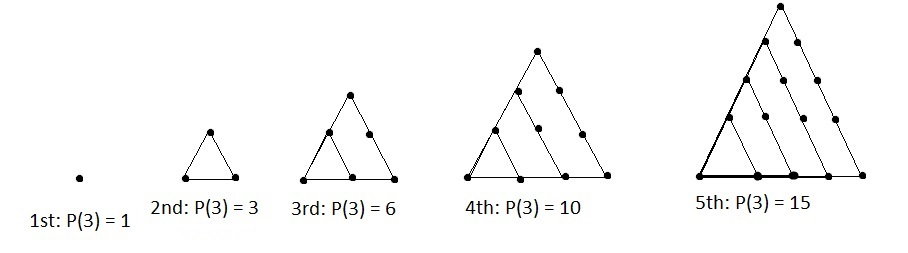 1st: P(3) = 1
2nd: P(3) = 3
3rd: P(3) = 6
4th: P(3) = 10
5th: P(3) = 15